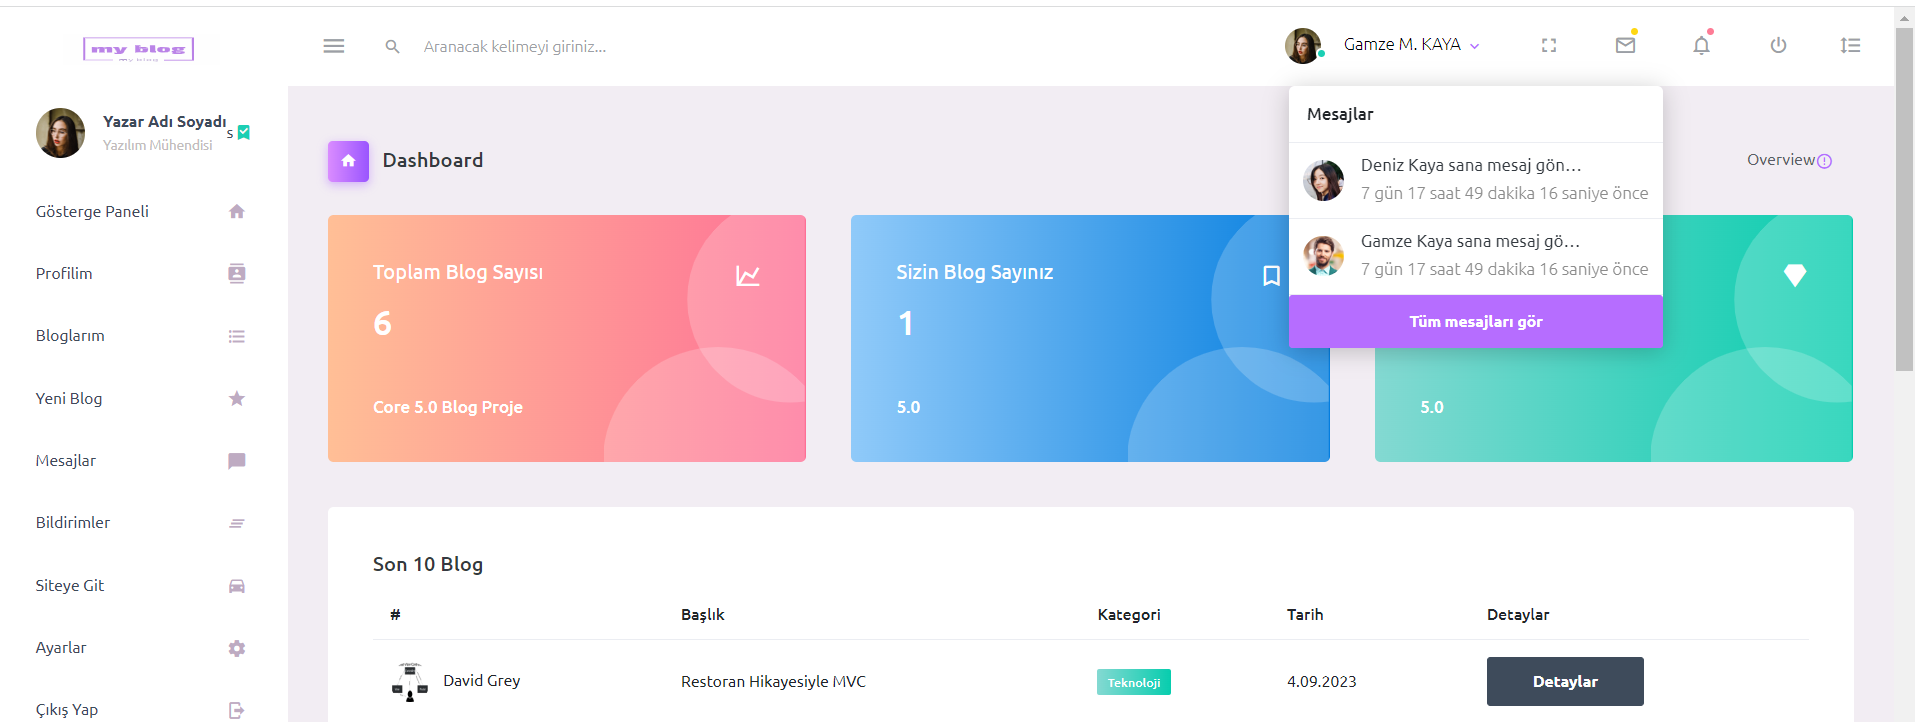 my blog
Aranacak kelimeyi giriniz...
Gamze M. KAYA
Yazar Adı Soyadı
s
Yazılım Mühendisi
Gösterge Paneli
Profilim
Bloglarım
Yeni Blog
Mesajlar
Bildirimler
Siteye Git
Ayarlar
Çıkış Yap
Dashboard
Overview
Mesajlar
Deniz Kaya sana mesaj gön...
7 gün 17 saat 49 dakika 16 saniye önce
Gamze Kaya sana mesaj gö...
7 gün 17 saat 49 dakika 16 saniye önce
Tüm mesajları gör
Toplam Blog Sayısı
6
Core 5.0 Blog Proje
Sizin Blog Sayınız
1
5.0
5.0
Son 10 Blog
# Başlık Kategori Tarih Detaylar
David Grey Restoran Hikayesiyle MVC Teknoloji 4.09.2023 Detaylar